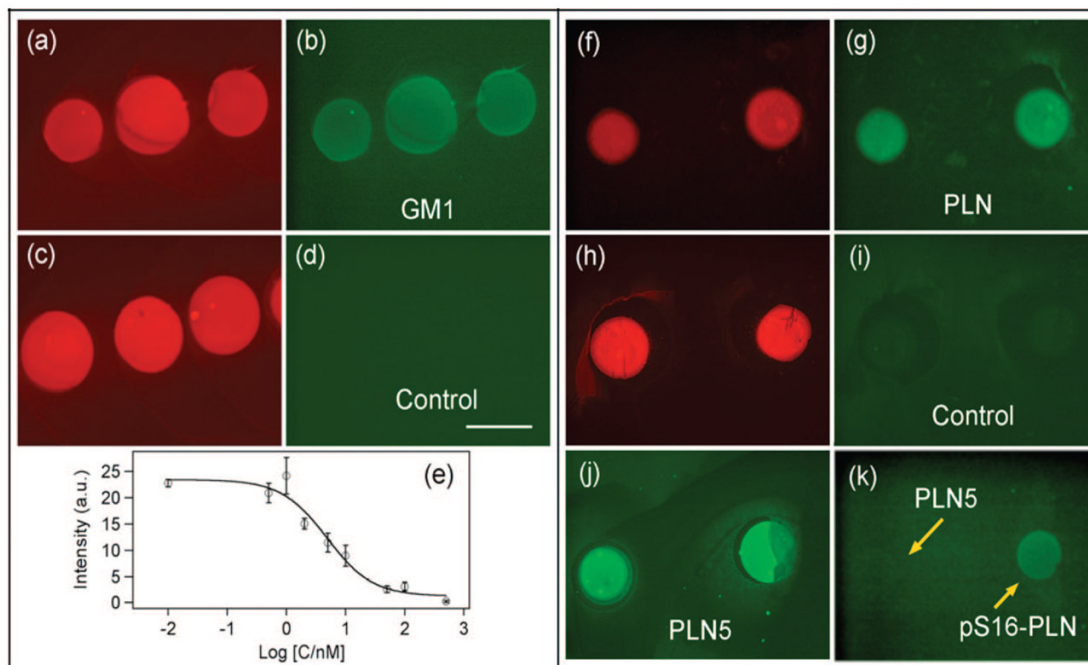 (a)
(b)
GM1
(c)
(d)
Control
(e)
Intensity (a.u.)
25
20
15
10
5
0
-2
-1
0
1
2
3
Log [C/nM]
(f)
(g)
PLN
(h)
(i)
Control
(j)
PLN5
(k)
PLN5
pS16-PLN